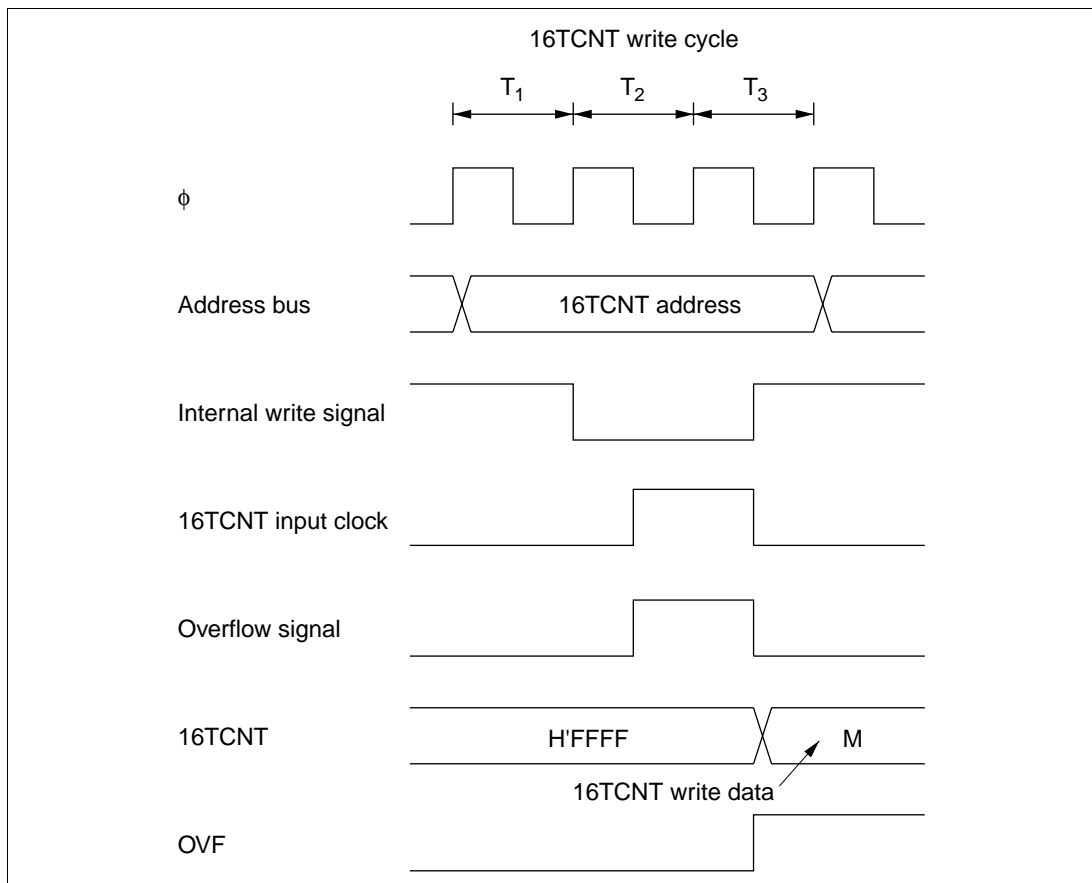 16TCNT write cycle
T1 T2 T3
φ
Address bus 16TCNT address
Internal write signal
16TCNT input clock
Overflow signal
16TCNT H'FFFF M
16TCNT write data
OVF